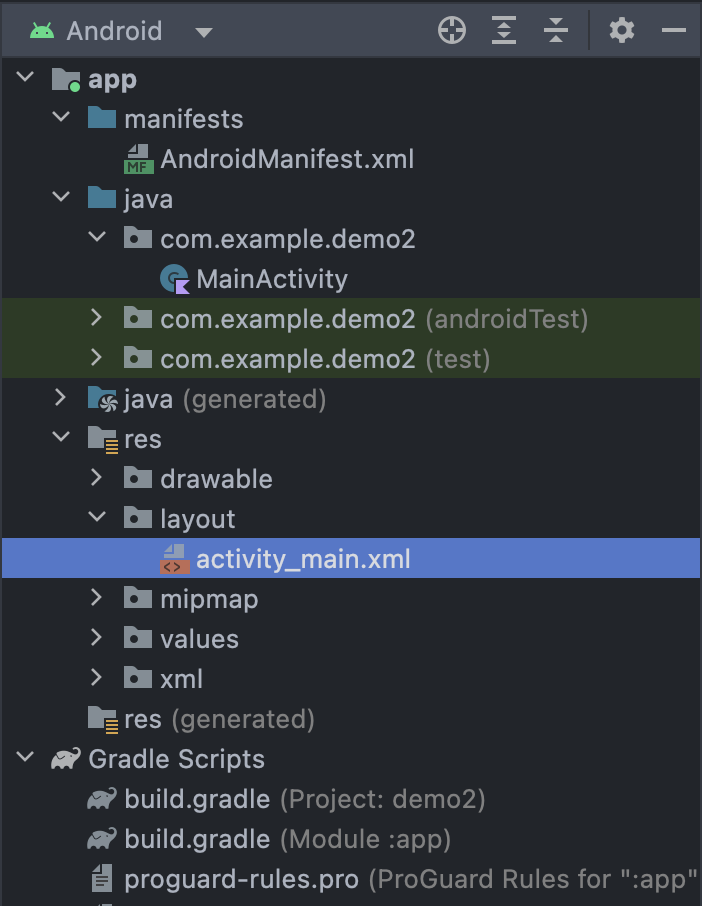 Android
app
manifests
MF AndroidManifest.xml
java
com.example.demo2
C MainActivity
com.example.demo2 (androidTest)
com.example.demo2 (test)
java (generated)
res
drawable
layout
<> activity_main.xml
mipmap
values
xml
res (generated)
Gradle Scripts
build.gradle (Project: demo2)
build.gradle (Module :app)
proguard-rules.pro (ProGuard Rules for ":app"